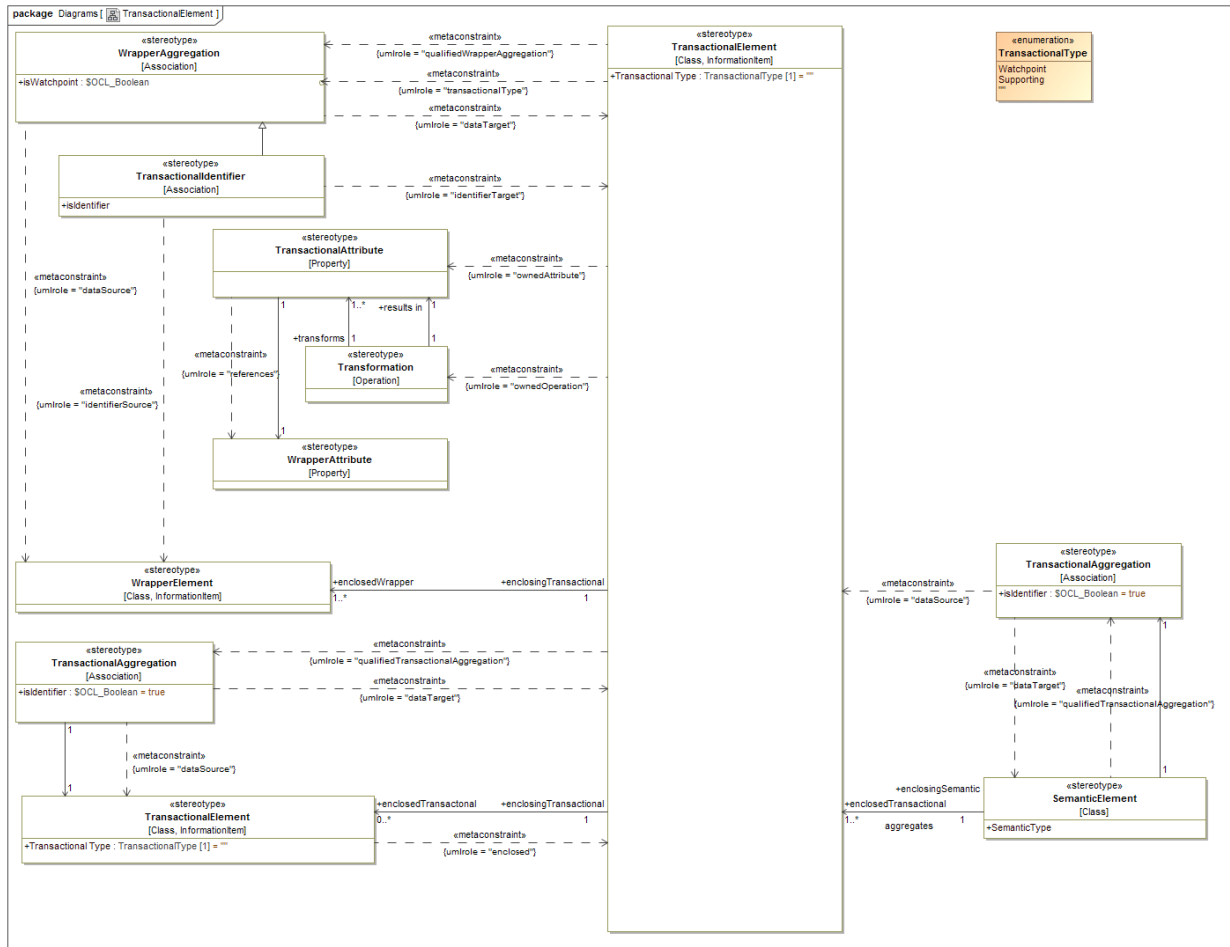 package Diagrams [ TransactionalElement ]
«stereotype»
WrapperAggregation
[Association]
+isWatchpoint : $OCL_Boolean
«metaconstraint»
{umlrole = "qualifiedWrapperAggregation"}
«metaconstraint»
{umlrole = "transactionalType"}
«metaconstraint»
{umlrole = "dataTarget"}
«stereotype»
TransactionalElement
[Class, InformationItem]
+Transactional Type : TransactionalType [1] = ""
«enumeration»
TransactionalType
Watchpoint
Supporting
""
«stereotype»
TransactionalIdentifier
[Association]
+isIdentifier
«metaconstraint»
{umlrole = "identifierTarget"}
«stereotype»
TransactionalAttribute
[Property]
«metaconstraint»
{umlrole = "ownedAttribute"}
«metaconstraint»
{umlrole = "dataSource"}
1
1..*
+results in
1
+transforms
1
1
«stereotype»
Transformation
[Operation]
«metaconstraint»
{umlrole = "references"}
«metaconstraint»
{umlrole = "ownedOperation"}
«metaconstraint»
{umlrole = "identifierSource"}
1
«stereotype»
WrapperAttribute
[Property]
«stereotype»
WrapperElement
[Class, InformationItem]
+enclosedWrapper
1..*
+enclosingTransactional
1
«stereotype»
TransactionalAggregation
[Association]
+isIdentifier : $OCL_Boolean = true
«metaconstraint»
{umlrole = "dataSource"}
«stereotype»
TransactionalAggregation
[Association]
+isIdentifier : $OCL_Boolean = true
«metaconstraint»
{umlrole = "qualifiedTransactionalAggregation"}
«metaconstraint»
{umlrole = "dataTarget"}
1
«metaconstraint»
{umlrole = "dataTarget"}
«metaconstraint»
{umlrole = "qualifiedTransactionalAggregation"}
1
1
«metaconstraint»
{umlrole = "dataSource"}
1
1
«stereotype»
TransactionalElement
[Class, InformationItem]
+Transactional Type : TransactionalType [1] = ""
+enclosedTransactonal
0..*
+enclosingTransactional
1
«metaconstraint»
{umlrole = "enclosed"}
+enclosingSemantic
+enclosedTransactional
1..*
aggregates
1
«stereotype»
SemanticElement
[Class]
+SemanticType